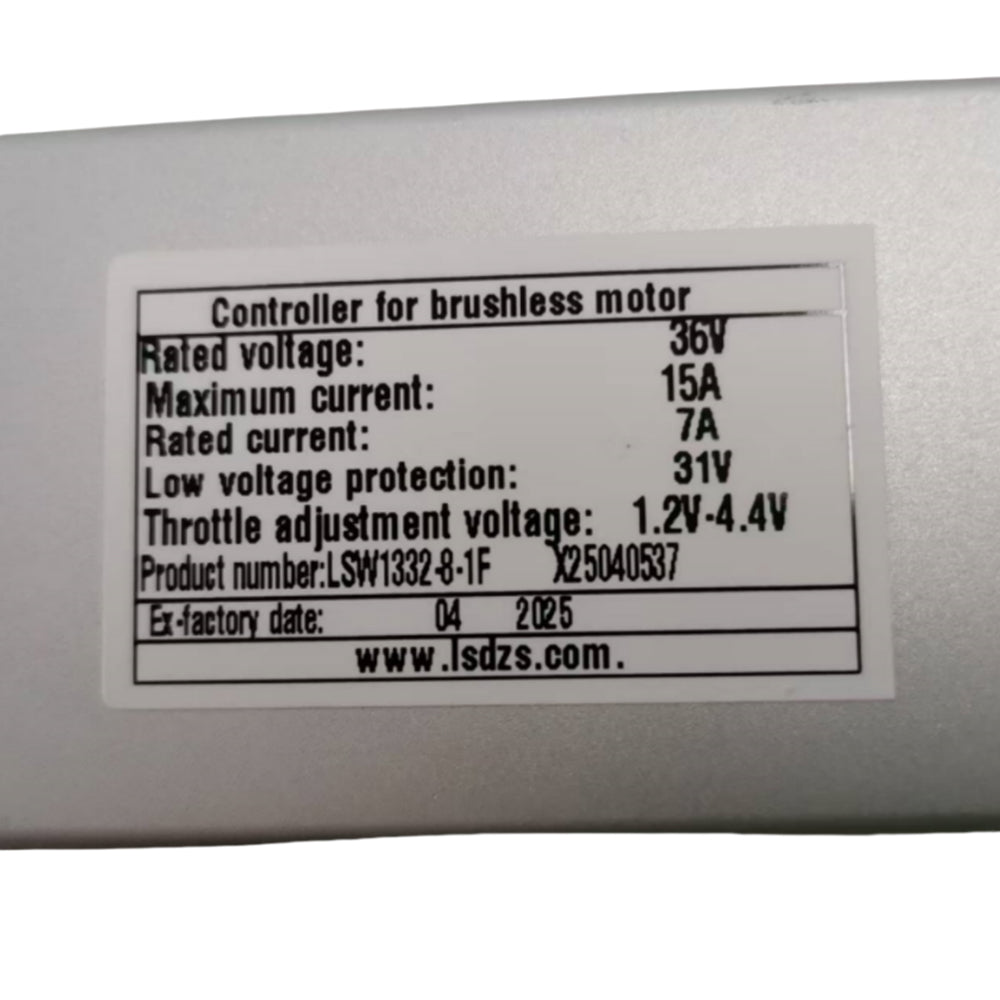 Controller for brushless motor
Rated voltage: 36V
Maximum current: 15A
Rated current: 7A
Low voltage protection: 31V
Throttle adjustment voltage: 1.2V-4.4V
Product number:LSW1332-8-1F X25040537
Ex-factory date: 04 2025
www.lsdzs.com.